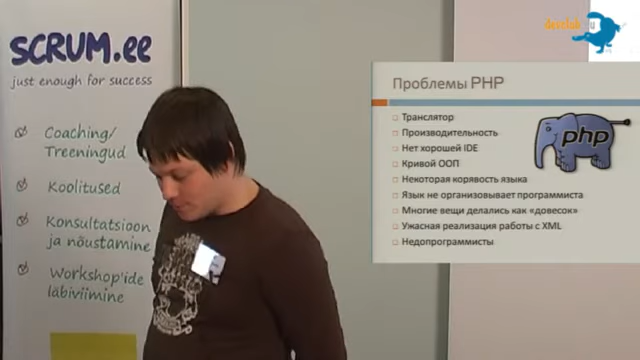 SCRUM.ee
just enough for success
Coaching/
Treeningud
Koolitused
Konsultatsioon
ja nõustamine
Workshop'ide
läbiviimine
Проблемы PHP
Транслятор
Производительность
Нет хорошей IDE
Кривой ООП
Некоторая корявость языка
Язык не организовывает программиста
Многие вещи делались как «довесок»
Ужасная реализация работы с XML
Недопрограммисты
php